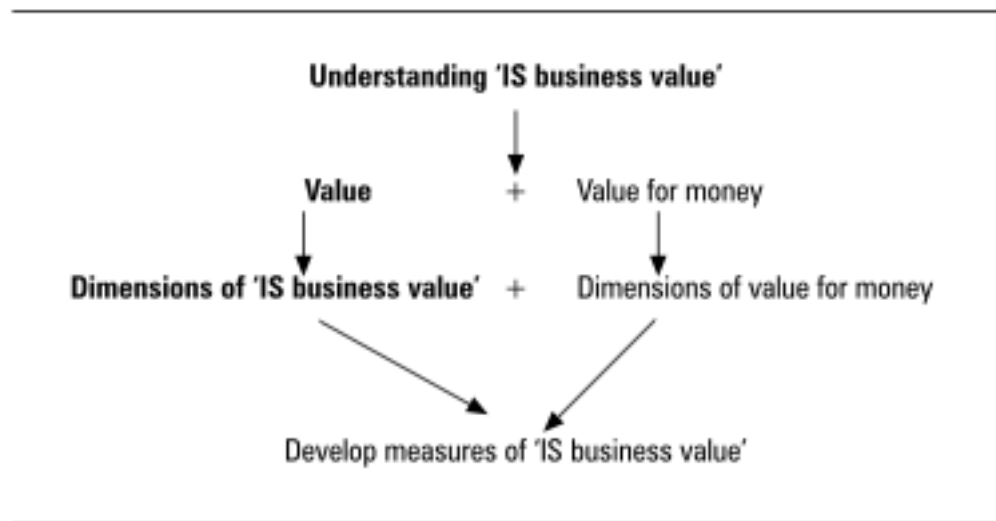 Understanding 'IS business value'
Value + Value for money
Dimensions of 'IS business value' + Dimensions of value for money
Develop measures of 'IS business value'